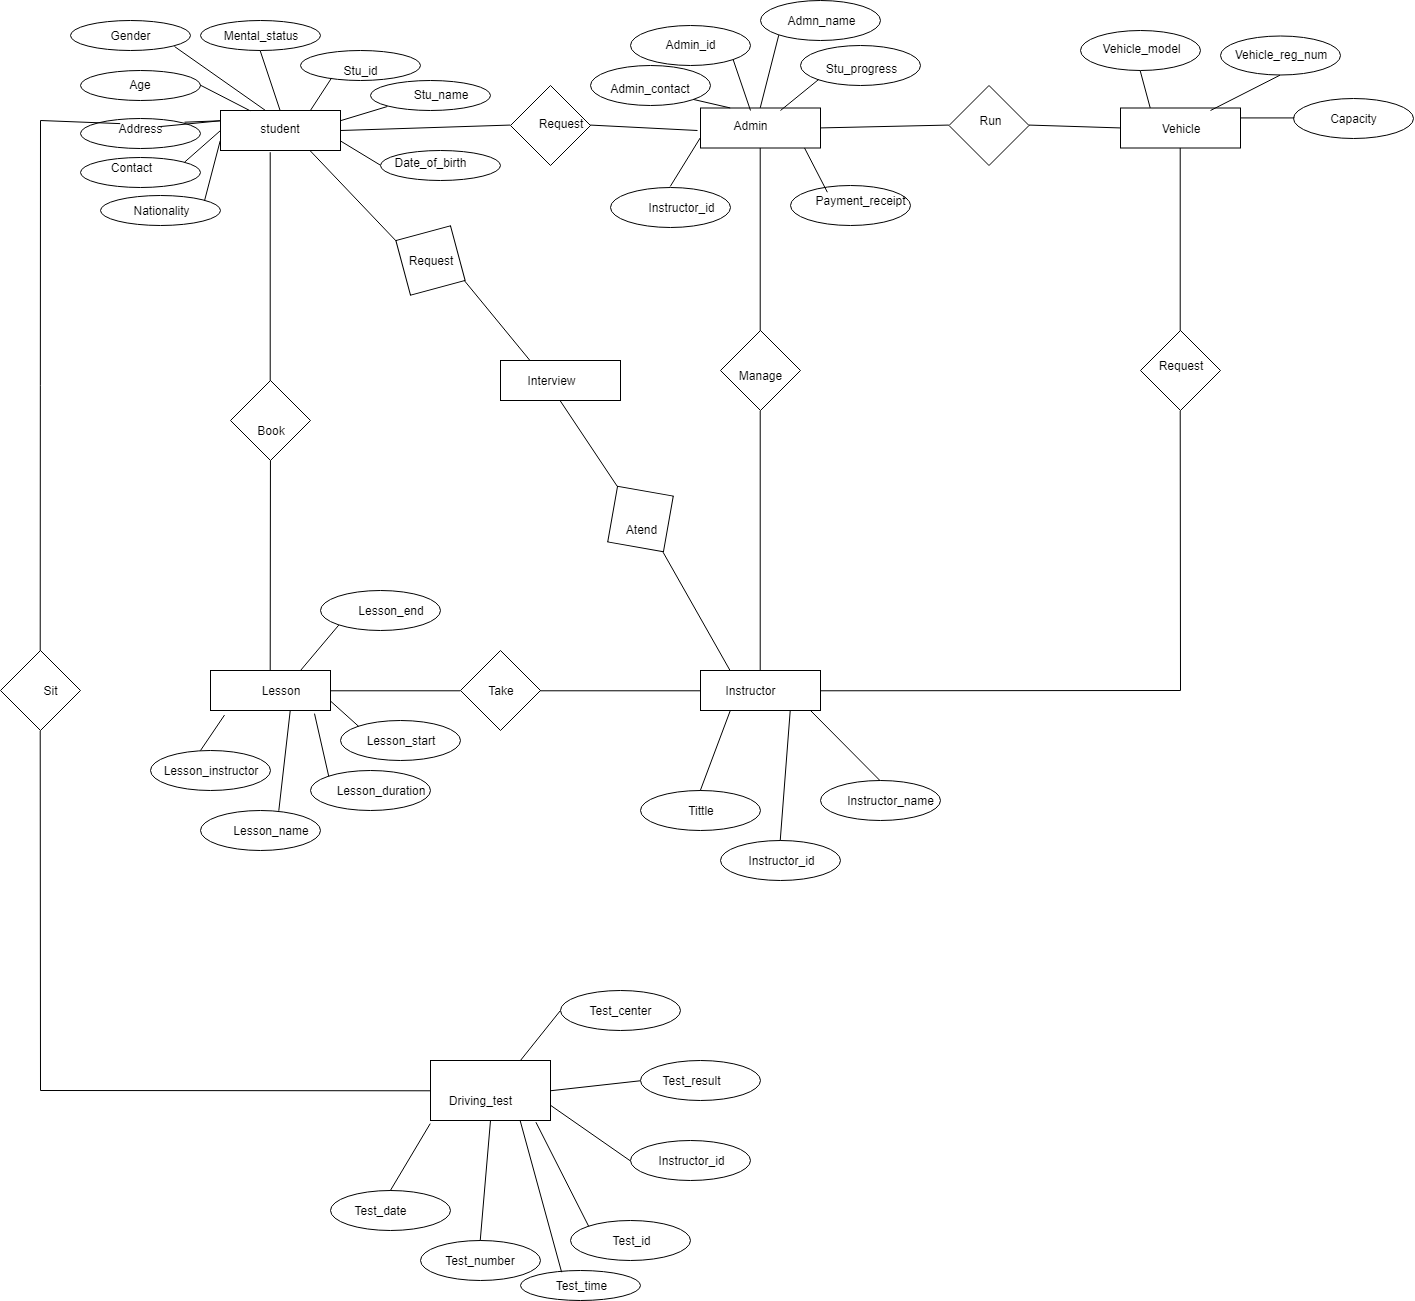 Gender
Mental_status
Stu_id
Age
Stu_name
Address
student
Date_of_birth
Contact
Nationality
Request
Admn_name
Admin_id
Stu_progress
Admin_contact
Admin
Instructor_id
Payment_receipt
Run
Vehicle_model
Vehicle_reg_num
Vehicle
Capacity
Request
Interview
Manage
Request
Book
Atend
Lesson_end
Sit
Lesson
Take
Instructor
Lesson_start
Lesson_instructor
Lesson_duration
Lesson_name
Tittle
Instructor_name
Instructor_id
Test_center
Test_result
Driving_test
Instructor_id
Test_date
Test_id
Test_number
Test_time